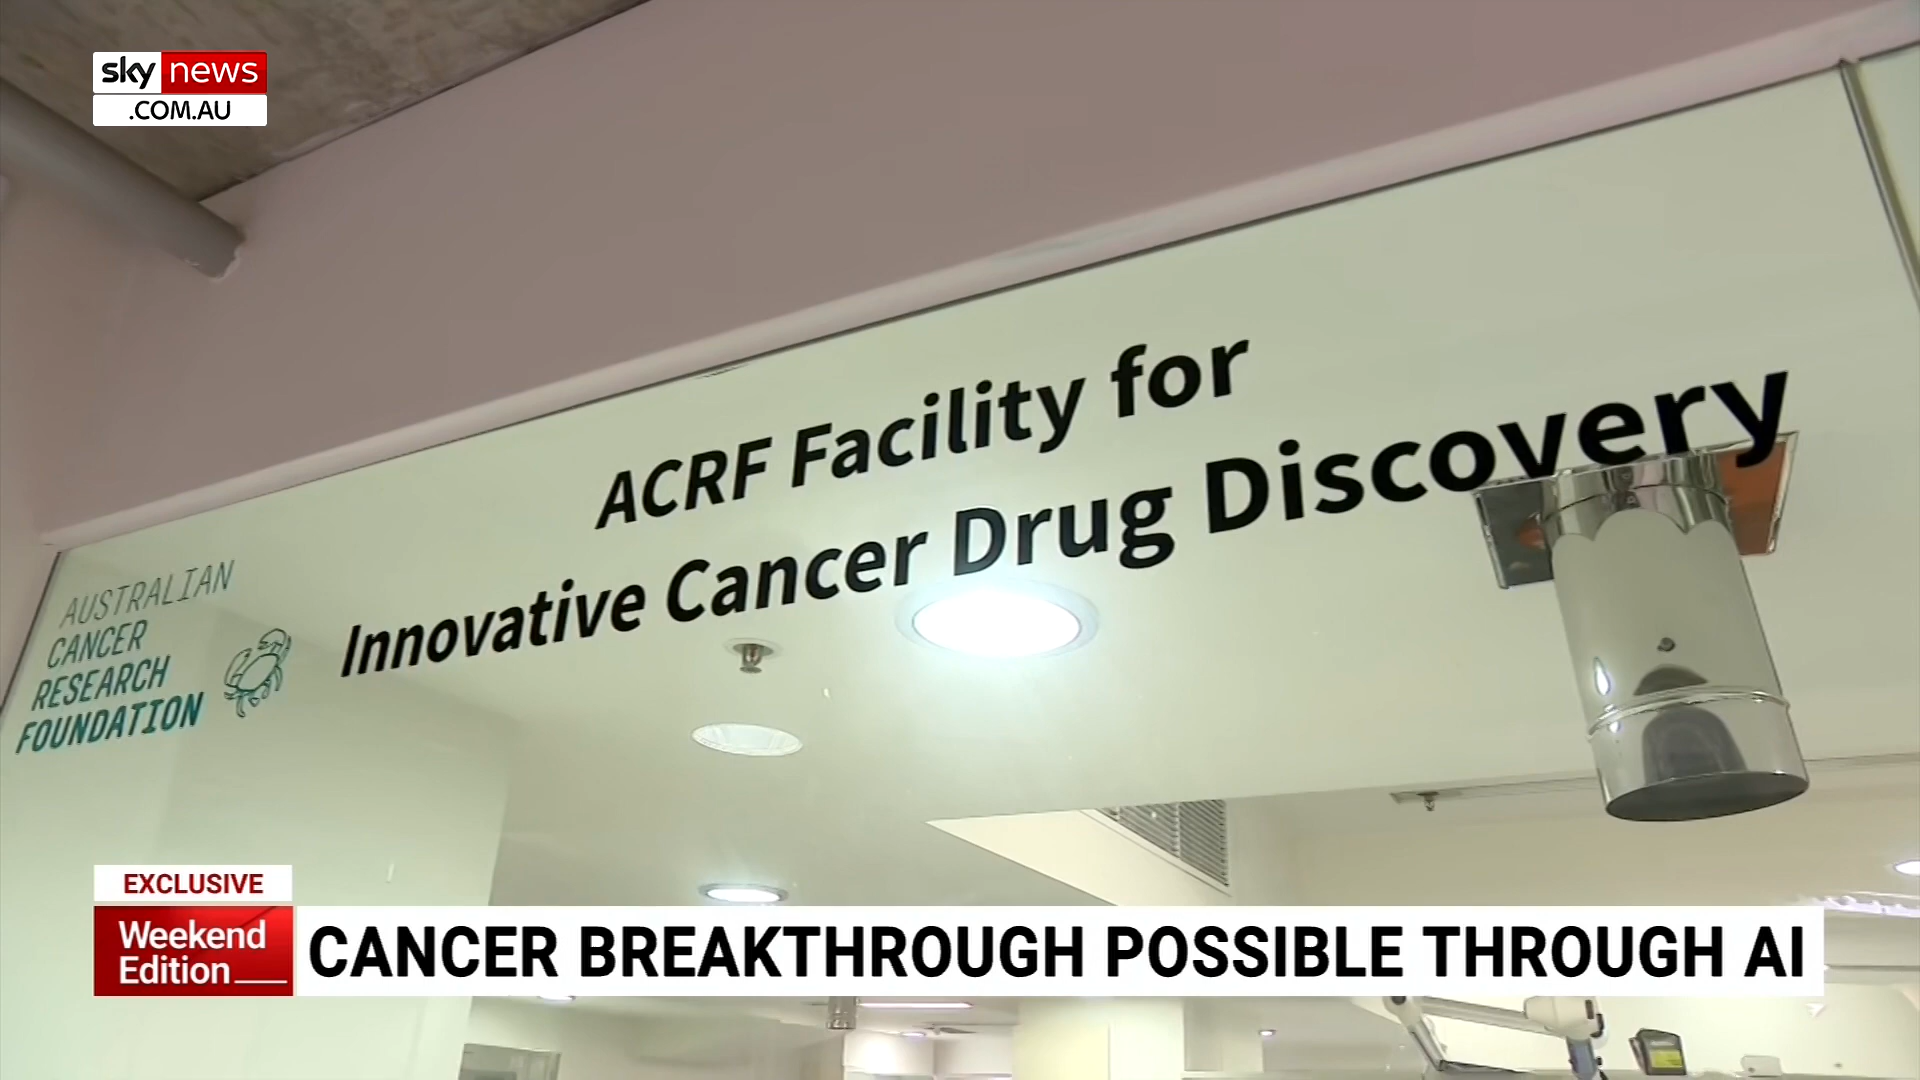 sky news
.COM.AU
ACRF Facility for
Innovative Cancer Drug Discovery
AUSTRALIAN
CANCER
RESEARCH
FOUNDATION
EXCLUSIVE
Weekend
Edition
CANCER BREAKTHROUGH POSSIBLE THROUGH AI